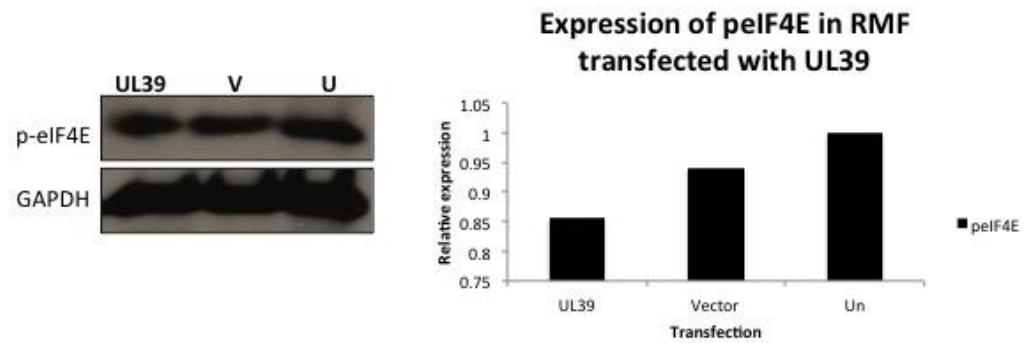 UL39 V U
p-eIF4E
GAPDH
Expression of peIF4E in RMF
transfected with UL39
Relative expression
1.05
1
0.95
0.9
0.85
0.8
0.75
UL39 Vector Un
Transfection
peIF4E